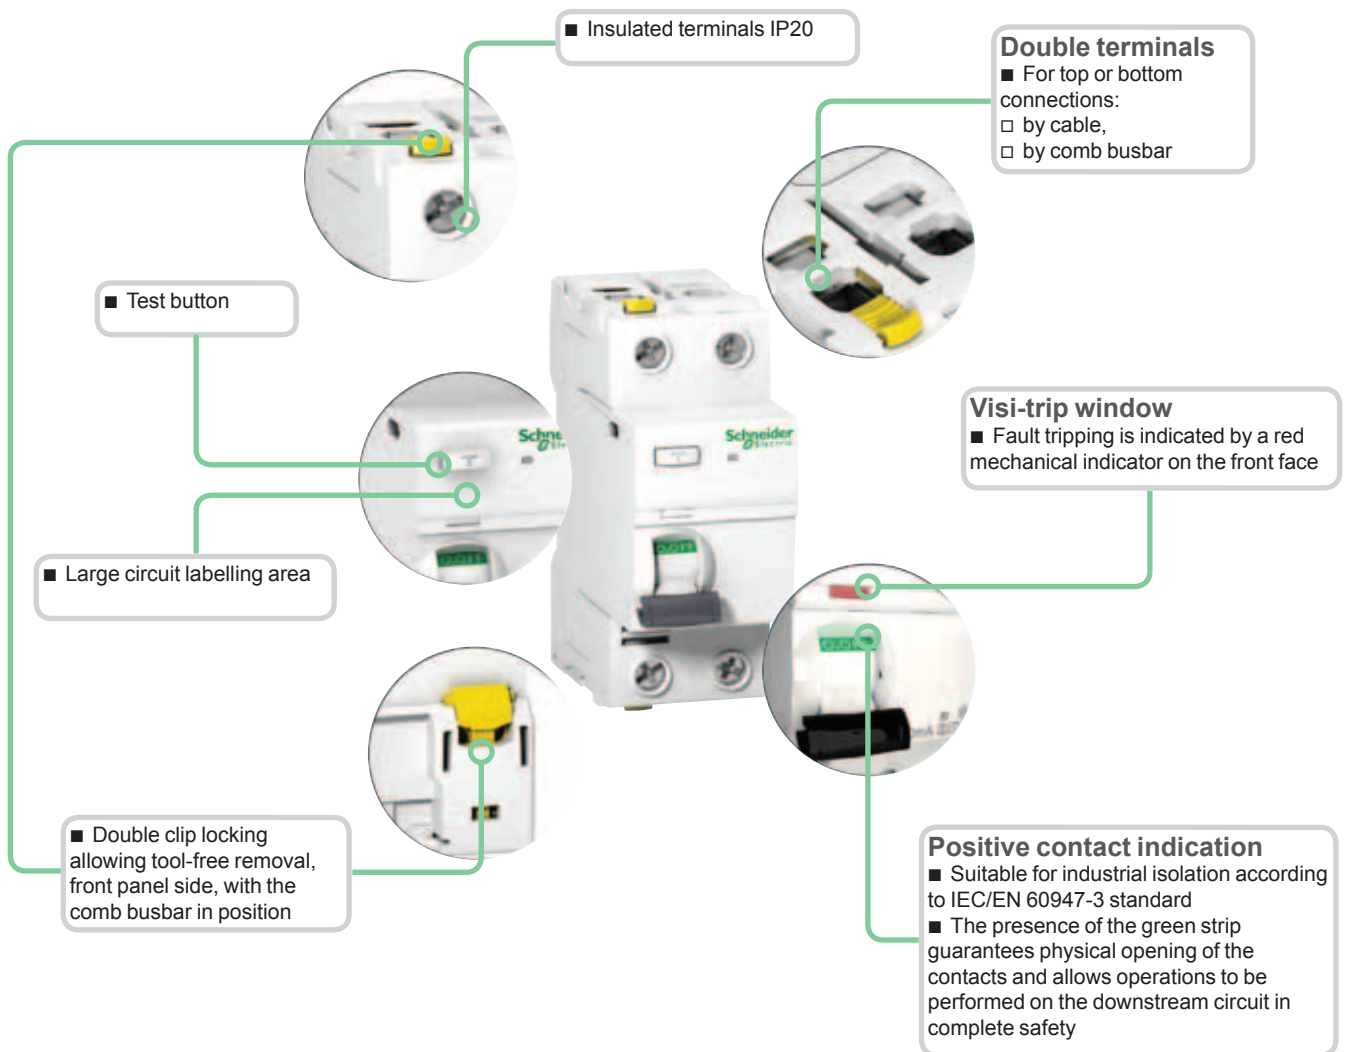 ■ Insulated terminals IP20
Double terminals
■ For top or bottom
connections:
□ by cable,
□ by comb busbar
■ Test button
Schneider
Electric
Visi-trip window
■ Fault tripping is indicated by a red
mechanical indicator on the front face
■ Large circuit labelling area
■ Double clip locking
allowing tool-free removal,
front panel side, with the
comb busbar in position
Positive contact indication
■ Suitable for industrial isolation according
to IEC/EN 60947-3 standard
■ The presence of the green strip
guarantees physical opening of the
contacts and allows operations to be
performed on the downstream circuit in
complete safety